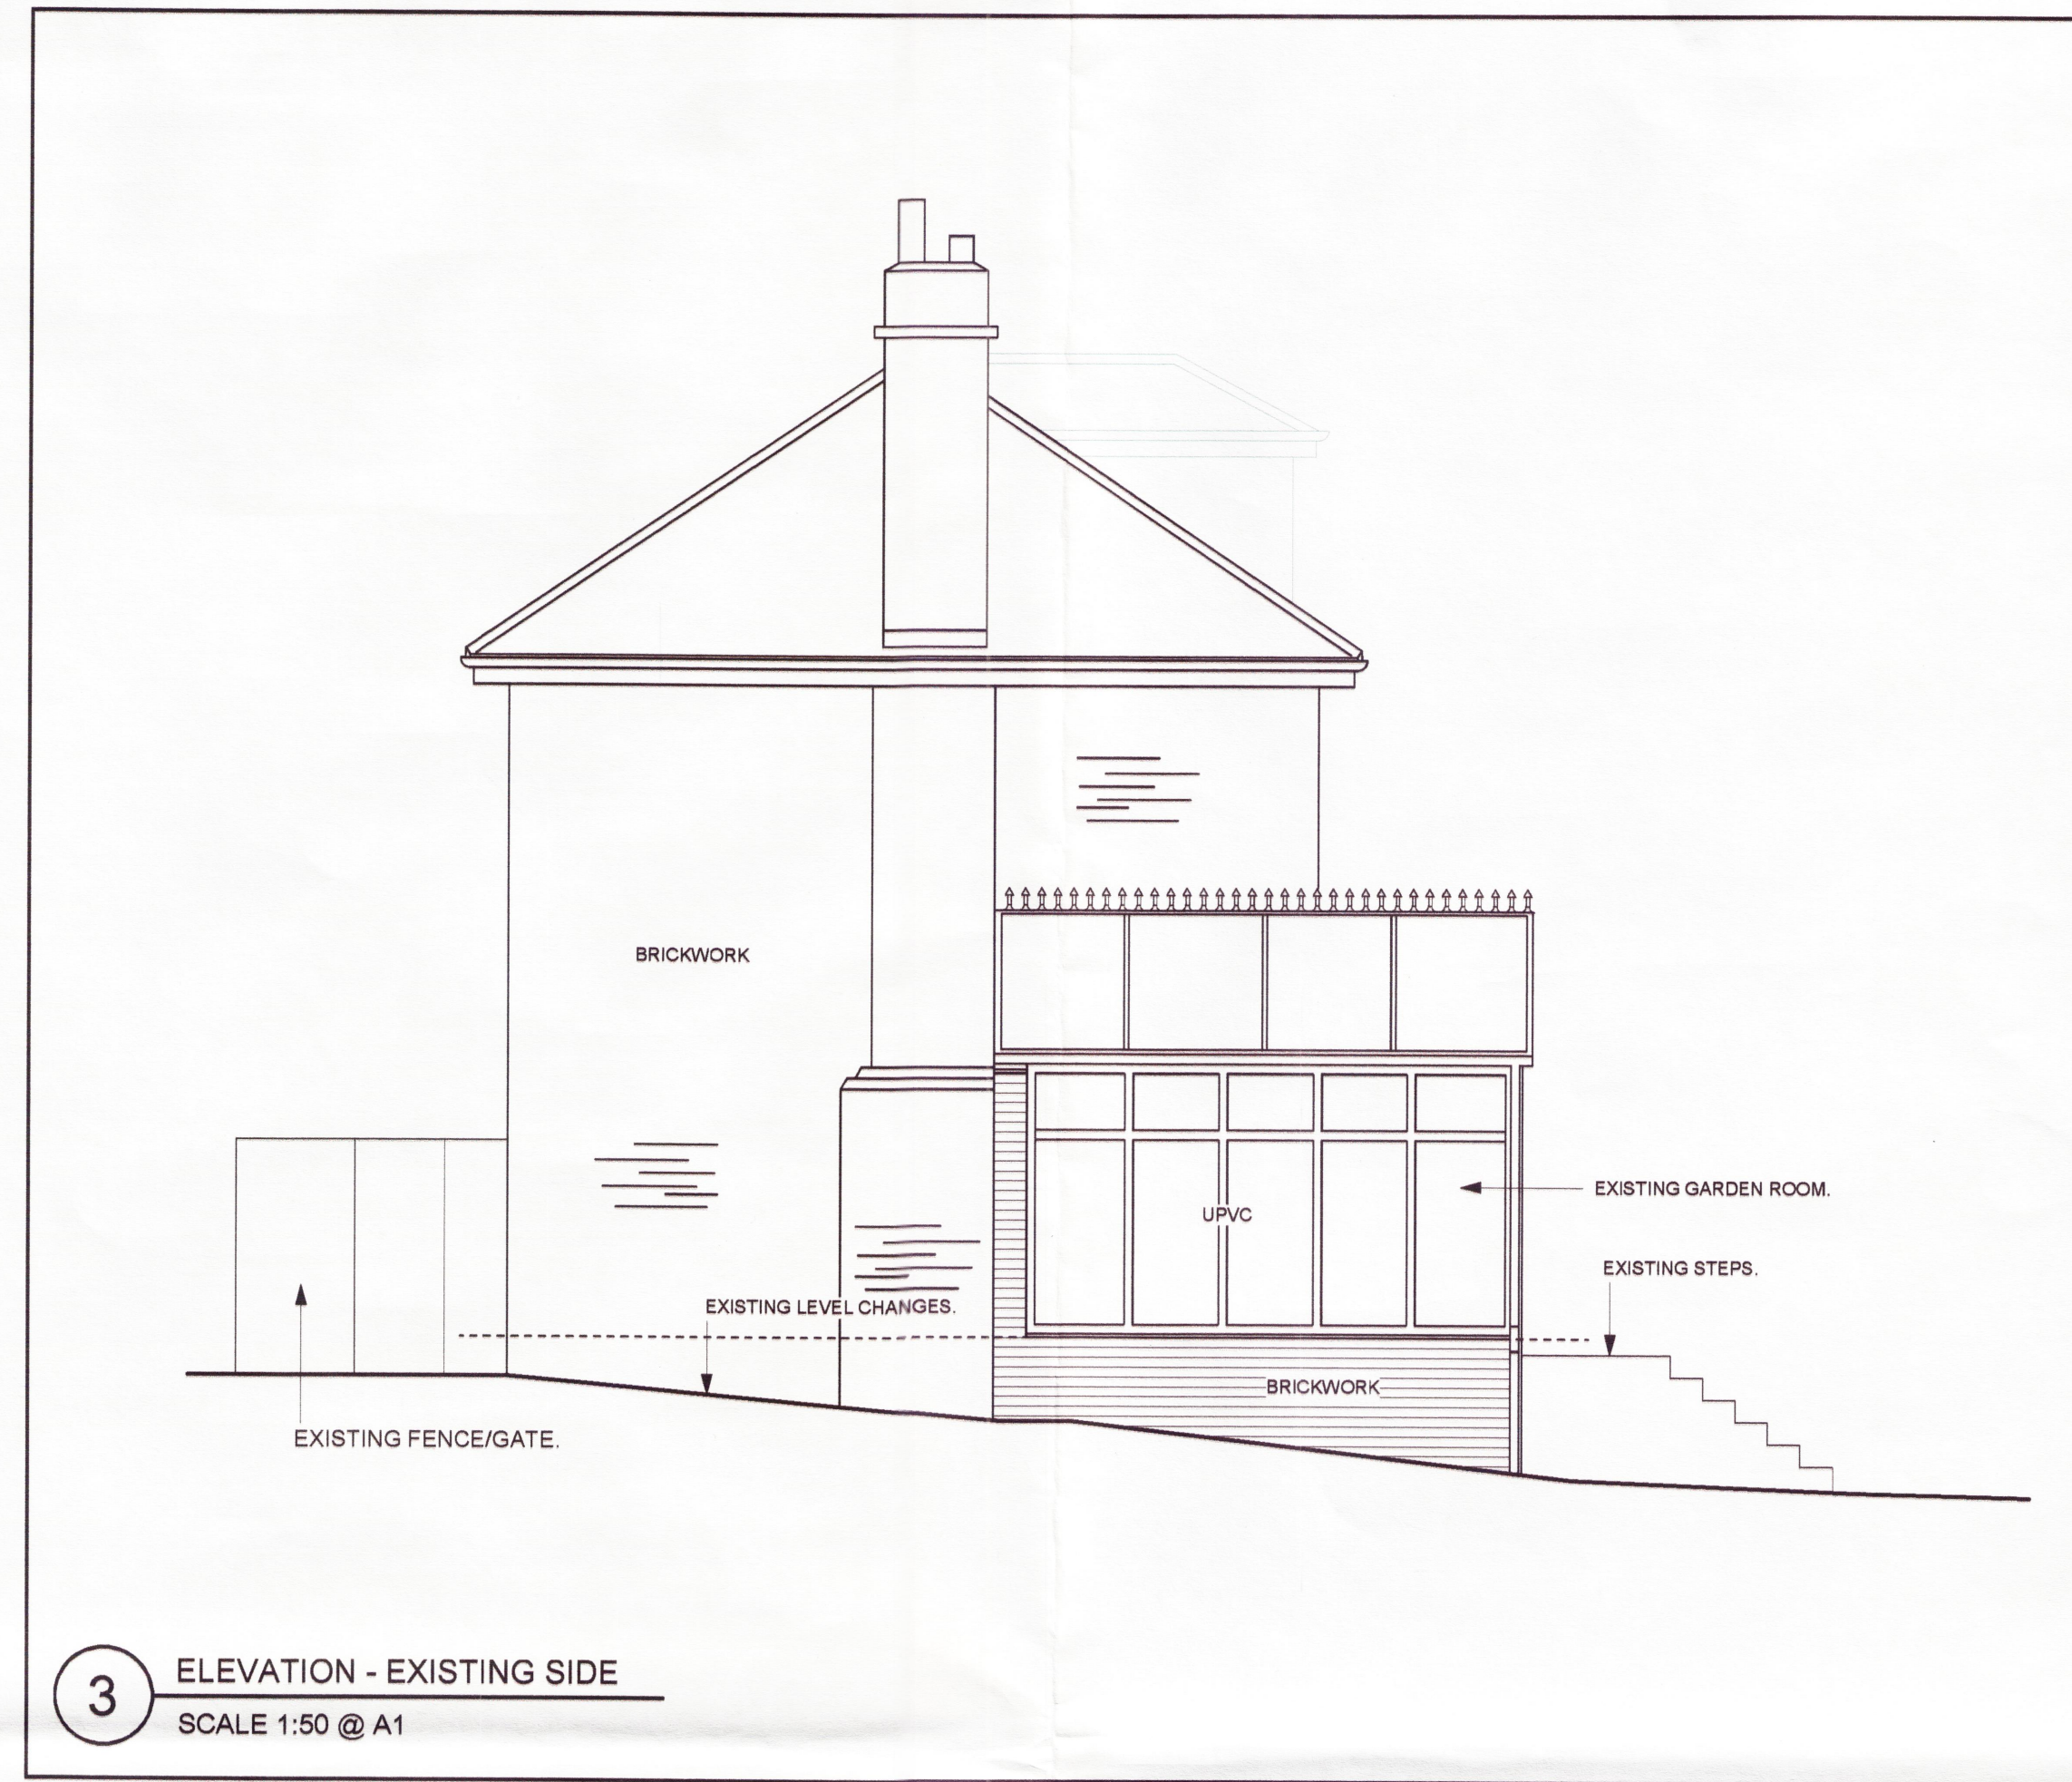 BRICKWORK
EXISTING GARDEN ROOM.
UPVC
EXISTING STEPS.
EXISTING LEVEL CHANGES.
BRICKWORK
EXISTING FENCE/GATE.
3
ELEVATION - EXISTING SIDE
SCALE 1:50 @ A1